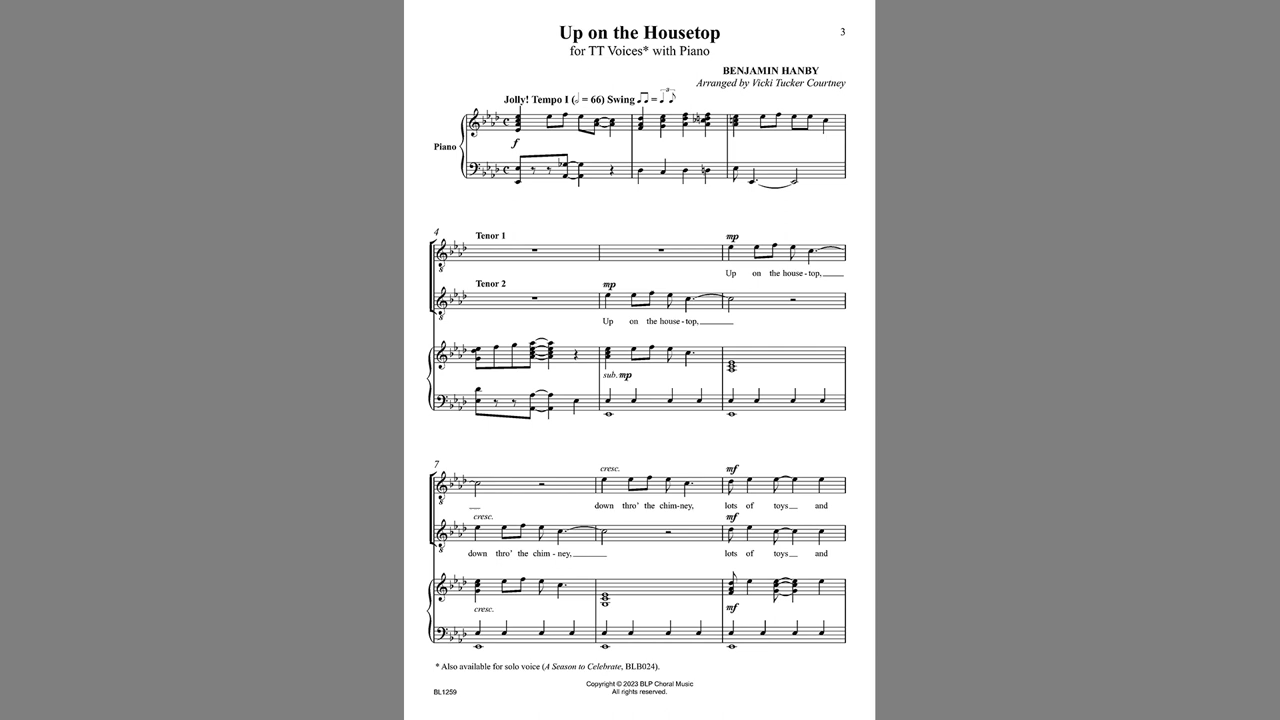 Up on the Housetop
3
for TT Voices* with Piano
BENJAMIN HANBY
Arranged by Vicki Tucker Courtney
Jolly! Tempo I (𝅗𝅥 = 66) Swing ♫ = ♩ ♪
3
Piano
f
4
Tenor 1
mp
Up on the house - top,
Tenor 2
mp
Up on the house - top,
sub. mp
7
cresc.
mf
down thro' the chim - ney, lots of toys and
cresc.
mf
down thro' the chim - ney, lots of toys and
cresc.
mf
* Also available for solo voice (A Season to Celebrate, BLB024).
Copyright © 2023 BLP Choral Music
All rights reserved.
BL1259